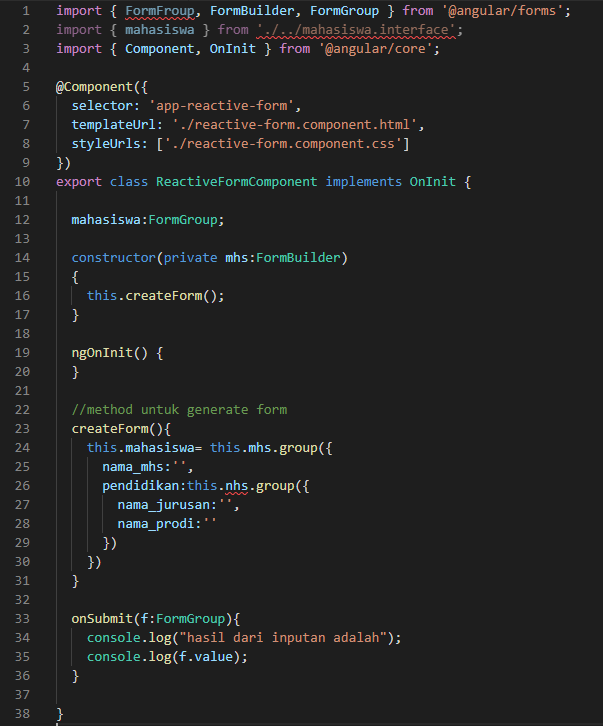 1 import { FormFroup, FormBuilder, FormGroup } from '@angular/forms';
2 import { mahasiswa } from './../mahasiswa.interface';
3 import { Component, OnInit } from '@angular/core';
4
5 @Component({
6 selector: 'app-reactive-form',
7 templateUrl: './reactive-form.component.html',
8 styleUrls: ['./reactive-form.component.css']
9 })
10 export class ReactiveFormComponent implements OnInit {
11
12 mahasiswa:FormGroup;
13
14 constructor(private mhs:FormBuilder)
15 {
16 this.createForm();
17 }
18
19 ngOnInit() {
20 }
21
22 //method untuk generate form
23 createForm(){
24 this.mahasiswa= this.mhs.group({
25 nama_mhs:'',
26 pendidikan:this.nhs.group({
27 nama_jurusan:'',
28 nama_prodi:''
29 })
30 })
31 }
32
33 onSubmit(f:FormGroup){
34 console.log("hasil dari inputan adalah");
35 console.log(f.value);
36 }
37
38 }